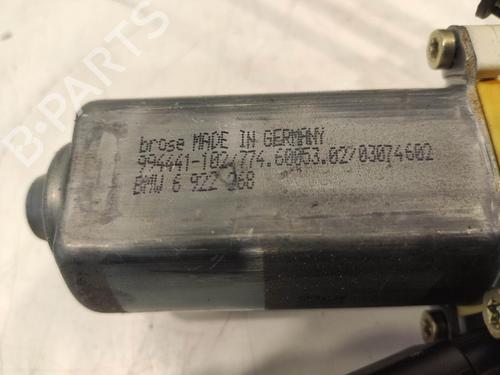 B-PARTS
brose MADE IN GERMANY
994441-102/774.60053.02/03074602
BMW 6 922 268